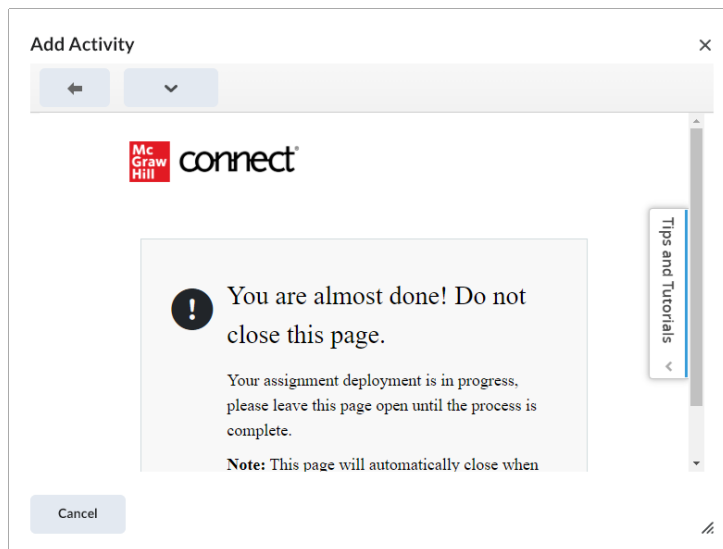 Add Activity
Mc
Graw
Hill
connect®
You are almost done! Do not
close this page.
Your assignment deployment is in progress,
please leave this page open until the process is
complete.
Note: This page will automatically close when
Tips and Tutorials
Cancel